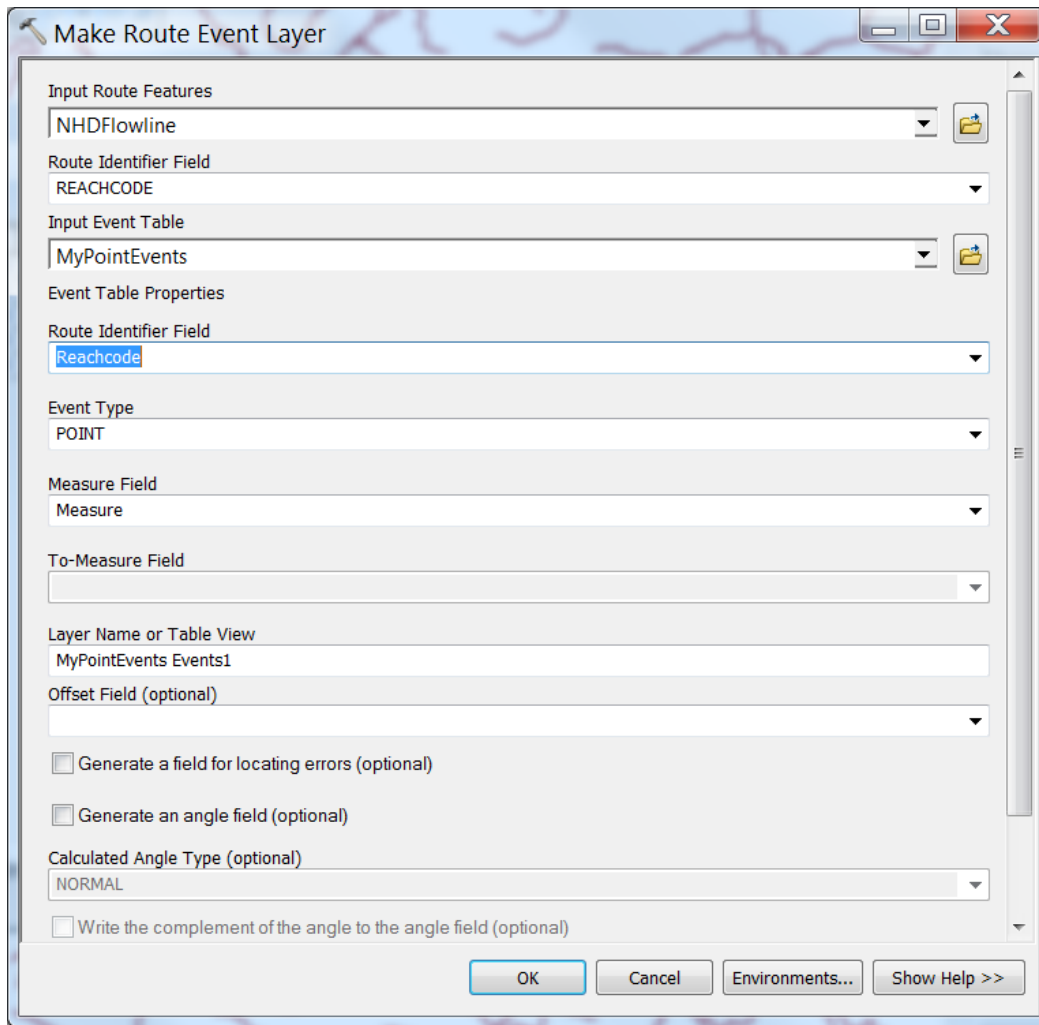 Make Route Event Layer
Input Route Features
NHDFlowline
Route Identifier Field
REACHCODE
Input Event Table
MyPointEvents
Event Table Properties
Route Identifier Field
Reachcode
Event Type
POINT
Measure Field
Measure
To-Measure Field
Layer Name or Table View
MyPointEvents Events1
Offset Field (optional)
Generate a field for locating errors (optional)
Generate an angle field (optional)
Calculated Angle Type (optional)
NORMAL
Write the complement of the angle to the angle field (optional)
OK Cancel Environments... Show Help >>